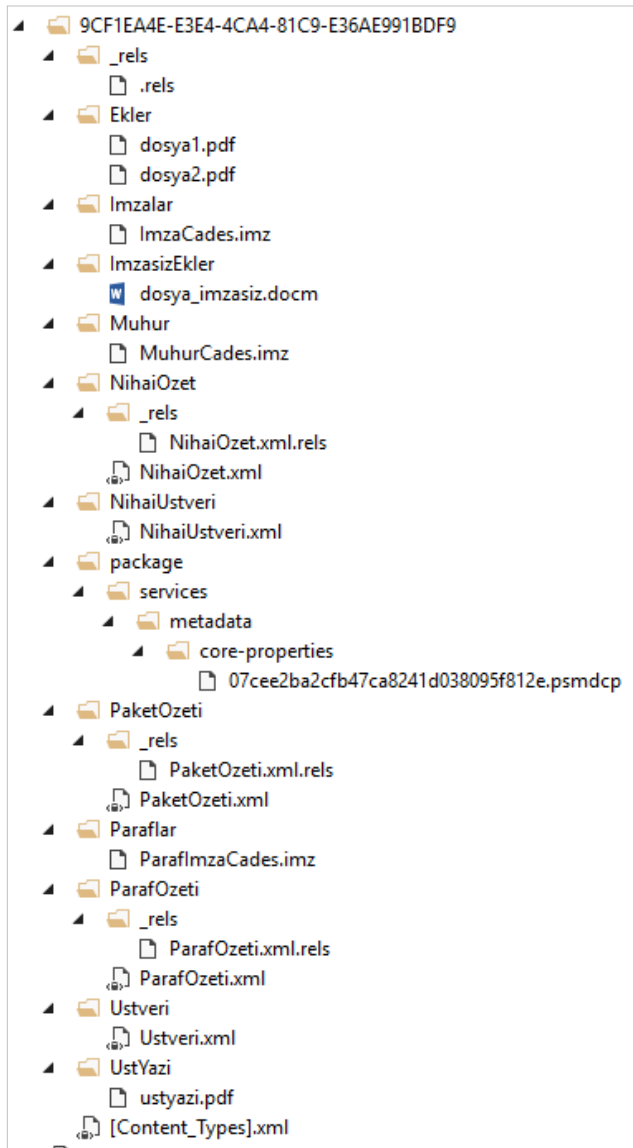 9CF1EA4E-E3E4-4CA4-81C9-E36AE991BDF9
_rels
.rels
Ekler
dosya1.pdf
dosya2.pdf
Imzalar
ImzaCades.imz
ImzasizEkler
dosya_imzasiz.docm
Muhur
MuhurCades.imz
NihaiOzet
_rels
NihaiOzet.xml.rels
NihaiOzet.xml
NihaiUstveri
NihaiUstveri.xml
package
services
metadata
core-properties
07cee2ba2cfb47ca8241d038095f812e.psmdcp
PaketOzeti
_rels
PaketOzeti.xml.rels
PaketOzeti.xml
Paraflar
ParafImzaCades.imz
ParafOzeti
_rels
ParafOzeti.xml.rels
ParafOzeti.xml
Ustveri
Ustveri.xml
UstYazi
ustyazi.pdf
[Content_Types].xml